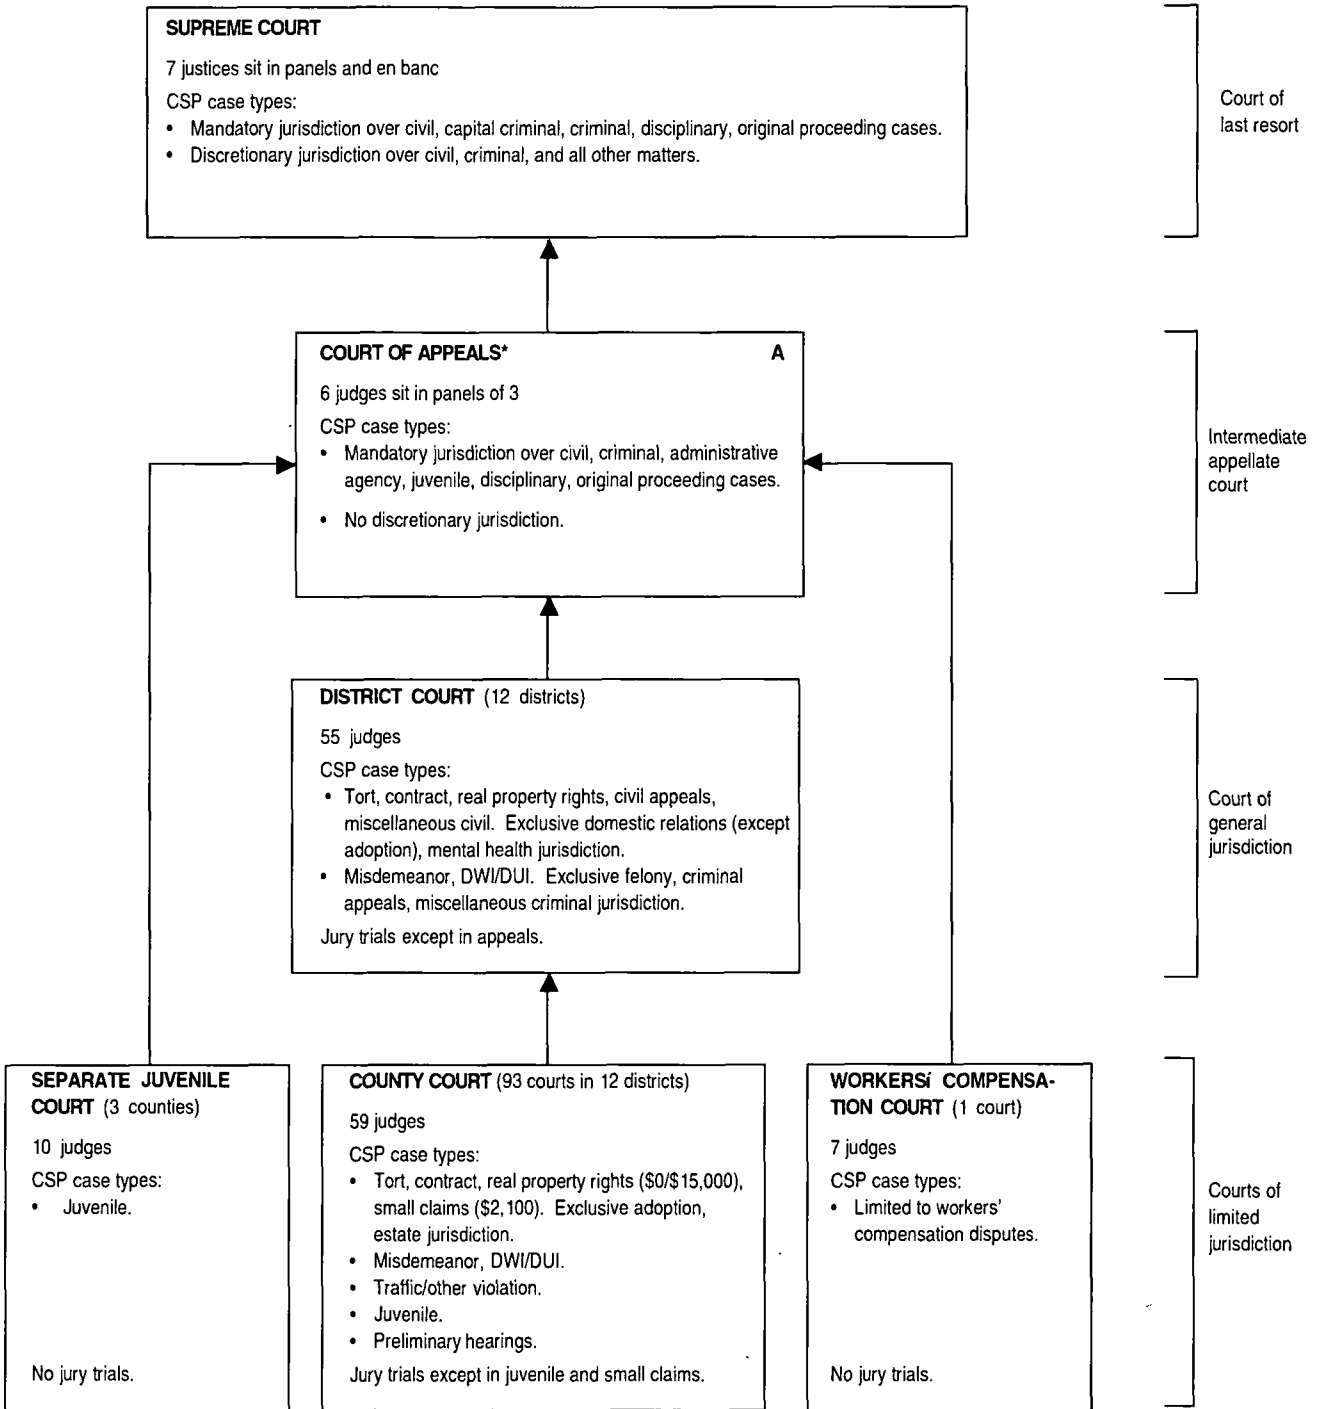 SUPREME COURT
7 justices sit in panels and en banc
CSP case types:
• Mandatory jurisdiction over civil, capital criminal, criminal, disciplinary, original proceeding cases.
• Discretionary jurisdiction over civil, criminal, and all other matters.
Court of
last resort
COURT OF APPEALS* A
6 judges sit in panels of 3
CSP case types:
• Mandatory jurisdiction over civil, criminal, administrative
agency, juvenile, disciplinary, original proceeding cases.
• No discretionary jurisdiction.
Intermediate
appellate
court
DISTRICT COURT (12 districts)
55 judges
CSP case types:
• Tort, contract, real property rights, civil appeals,
miscellaneous civil. Exclusive domestic relations (except
adoption), mental health jurisdiction.
• Misdemeanor, DWI/DUI. Exclusive felony, criminal
appeals, miscellaneous criminal jurisdiction.
Jury trials except in appeals.
Court of
general
jurisdiction
SEPARATE JUVENILE
COURT (3 counties)
10 judges
CSP case types:
• Juvenile.
No jury trials.
COUNTY COURT (93 courts in 12 districts)
59 judges
CSP case types:
• Tort, contract, real property rights ($0/$15,000),
small claims ($2,100). Exclusive adoption,
estate jurisdiction.
• Misdemeanor, DWI/DUI.
• Traffic/other violation.
• Juvenile.
• Preliminary hearings.
Jury trials except in juvenile and small claims.
WORKERSí COMPENSA-
TION COURT (1 court)
7 judges
CSP case types:
• Limited to workers'
compensation disputes.
No jury trials.
Courts of
limited
jurisdiction